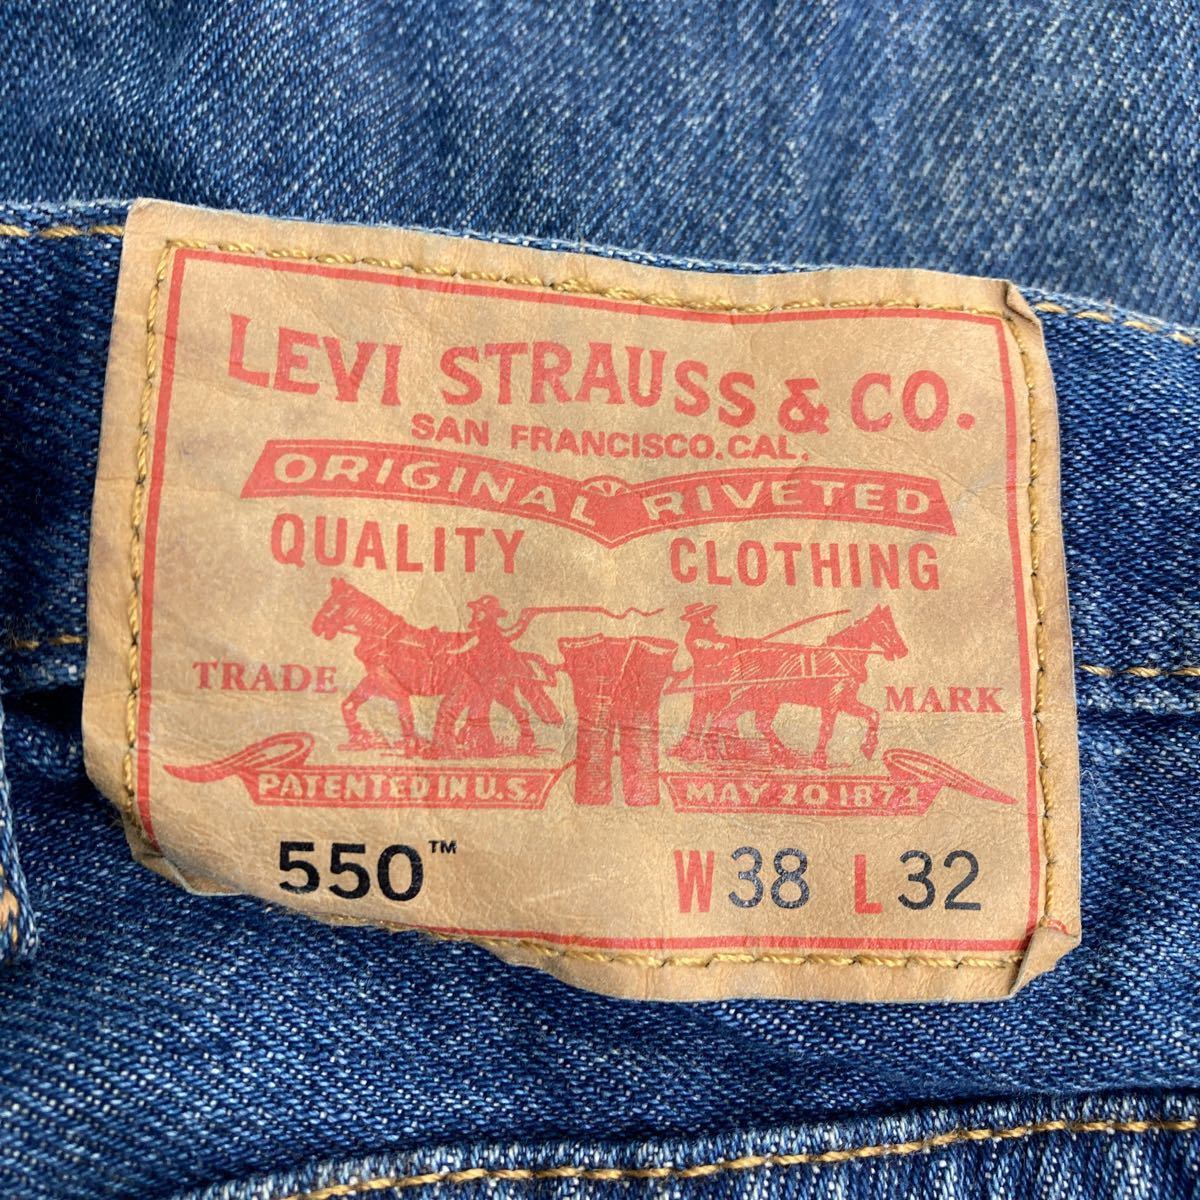 LEVI STRAUSS & CO.
SAN FRANCISCO. CAL.
ORIGINAL RIVETED
QUALITY CLOTHING
TRADE MARK
PATENTED IN U.S. MAY 20 1873
550™ W38 L32